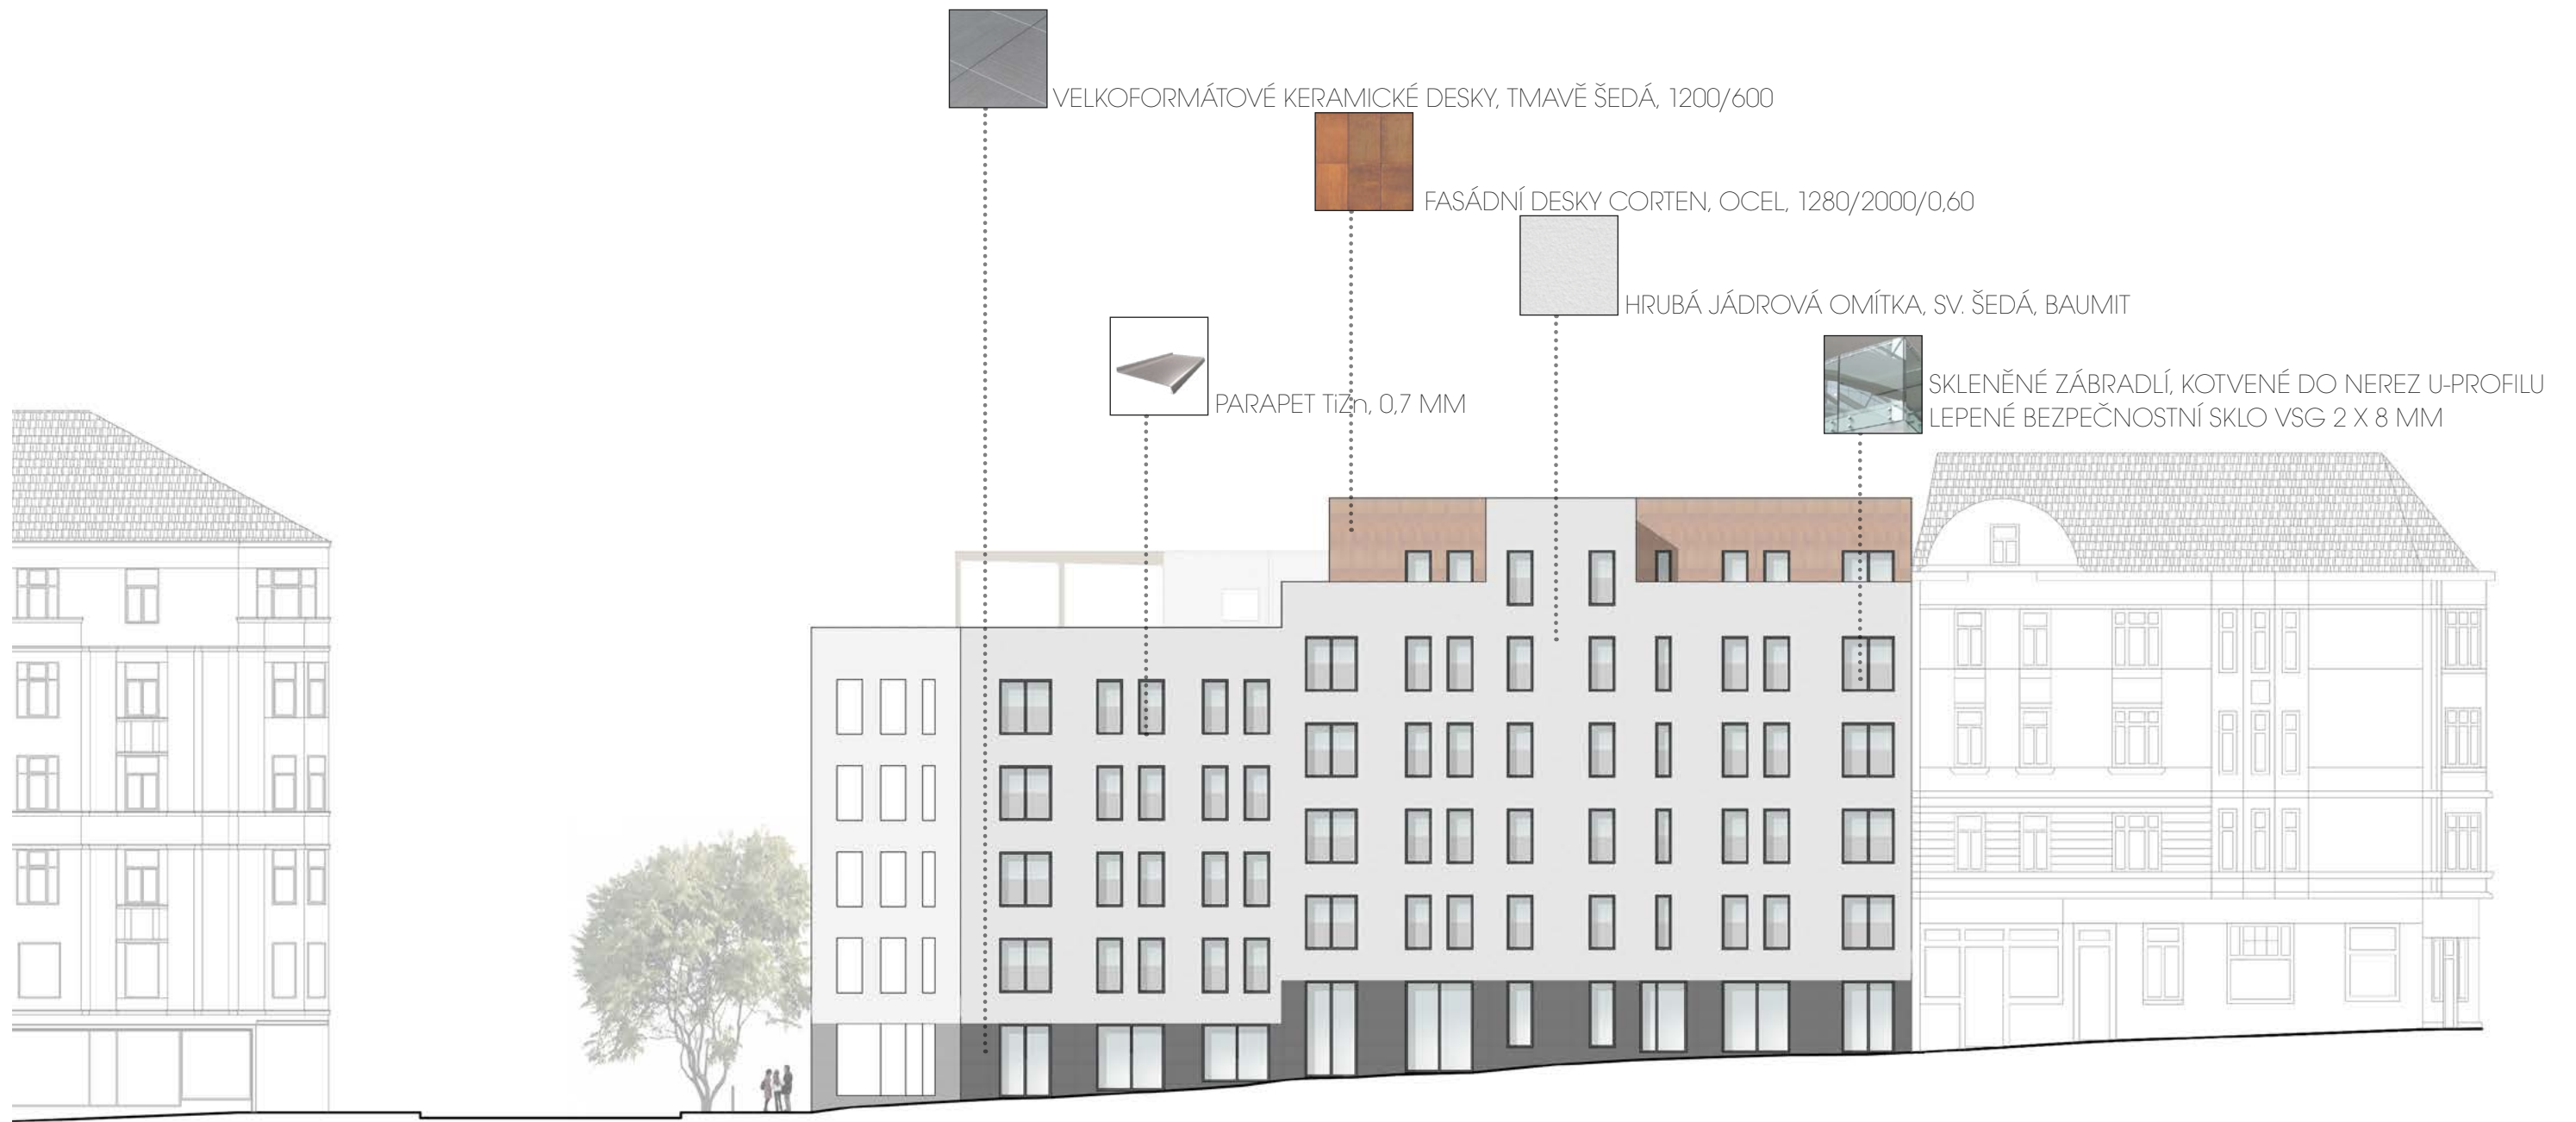 VELKOFORMÁTOVÉ KERAMICKÉ DESKY, TMAVĚ ŠEDÁ, 1200/600
FASÁDNÍ DESKY CORTEN, OCEL, 1280/2000/0,60
HRUBÁ JÁDROVÁ OMÍTKA, SV. ŠEDÁ, BAUMIT
PARAPET TiZn, 0,7 MM
SKLENĚNÉ ZÁBRADLÍ, KOTVENÉ DO NEREZ U-PROFILU
LEPENÉ BEZPEČNOSTNÍ SKLO VSG 2 X 8 MM